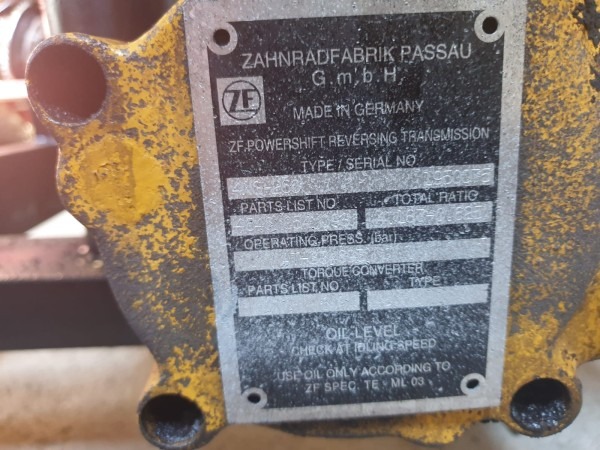 ZAHNRADFABRIK PASSAU
G.m.b.H.
ZF
MADE IN GERMANY
ZF POWERSHIFT REVERSING TRANSMISSION
TYPE / SERIAL NO
PARTS LIST NO. TOTAL RATIO
OPERATING PRESS. (bar)
TORQUE CONVERTER
PARTS LIST NO. TYPE
OIL LEVEL
CHECK AT IDLING SPEED
USE OIL ONLY ACCORDING TO
ZF SPEC. TE - ML 03